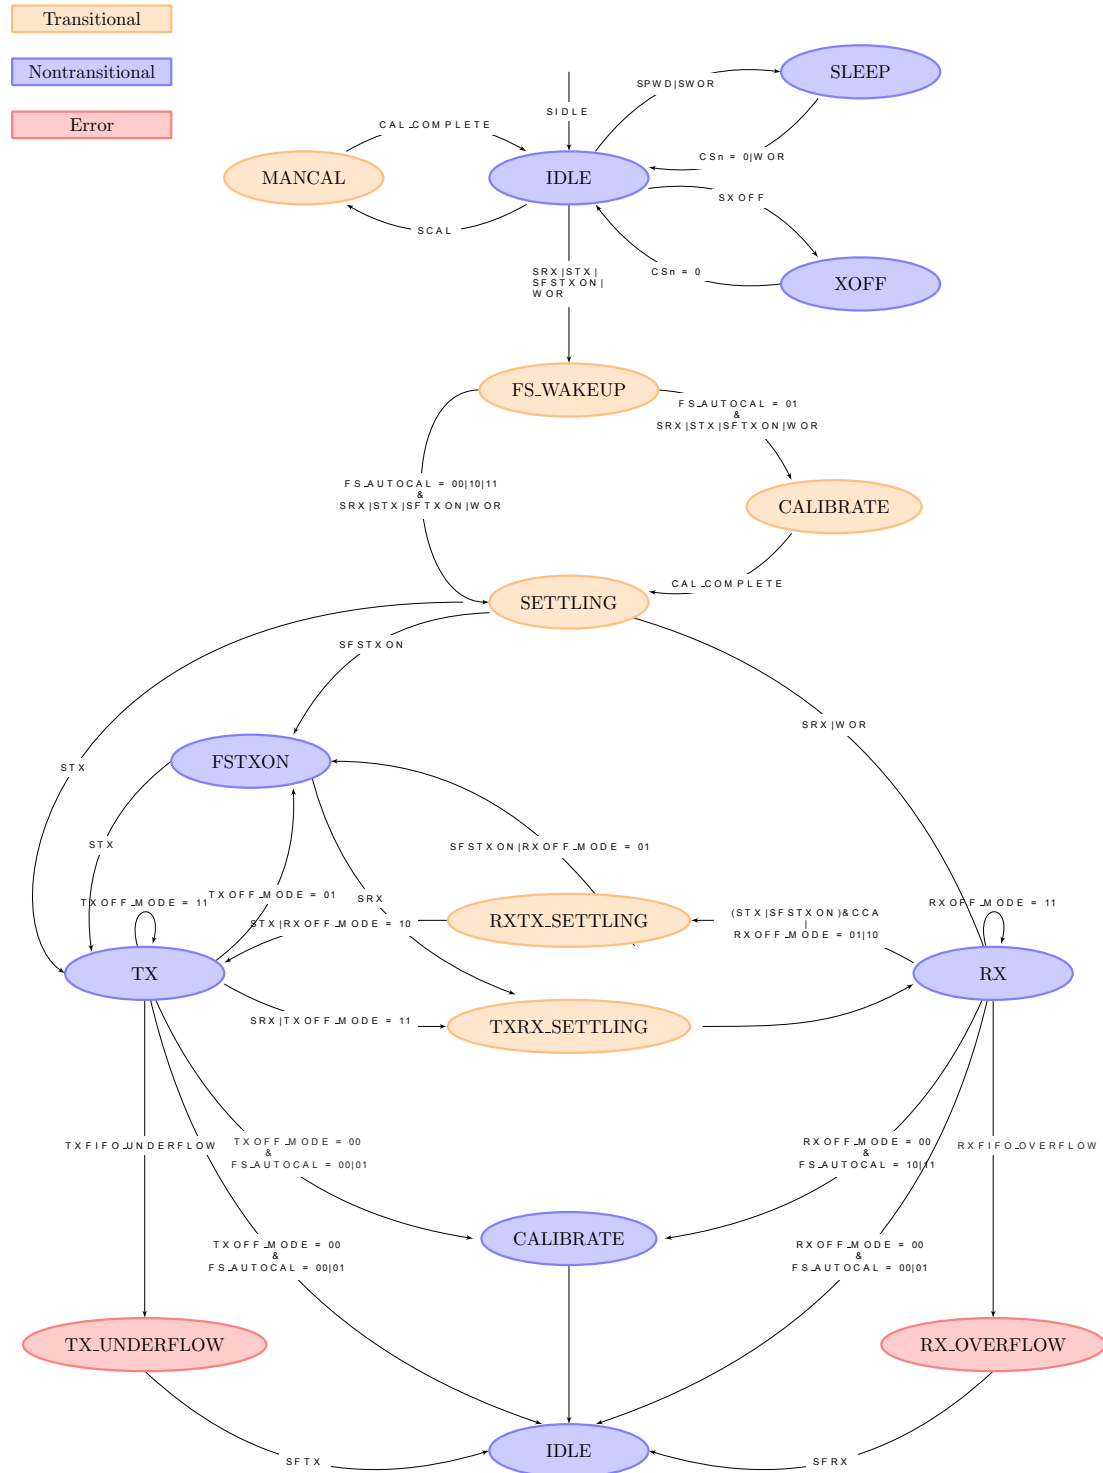 Transitional
Nontransitional
Error
SLEEP
SPWD|SWOR
SIDLE
CAL_COMPLETE
CSn = 0|WOR
MANCAL
IDLE
SXOFF
SCAL
CSn = 0
XOFF
SRX|STX|
SFSTXON|
WOR
FS_WAKEUP
FS_AUTOCAL = 01
&
SRX|STX|SFTXON|WOR
FS_AUTOCAL = 00|10|11
&
SRX|STX|SFTXON|WOR
CALIBRATE
CAL_COMPLETE
SETTLING
SFSTXON
SRX|WOR
STX
FSTXON
STX
SFSTXON|RXOFF_MODE = 01
TXOFF_MODE = 01
SRX
TXOFF_MODE = 11
STX|RXOFF_MODE = 10
RXTX_SETTLING
(STX|SFSTXON)&CCA
|
RXOFF_MODE = 01|10
RXOFF_MODE = 11
TX
RX
SRX|TXOFF_MODE = 11
TXRX_SETTLING
TXFIFO_UNDERFLOW
TXOFF_MODE = 00
&
FS_AUTOCAL = 00|01
RXOFF_MODE = 00
&
FS_AUTOCAL = 10|11
RXFIFO_OVERFLOW
CALIBRATE
TXOFF_MODE = 00
&
FS_AUTOCAL = 00|01
RXOFF_MODE = 00
&
FS_AUTOCAL = 00|01
TX_UNDERFLOW
RX_OVERFLOW
IDLE
SFTX
SFRX